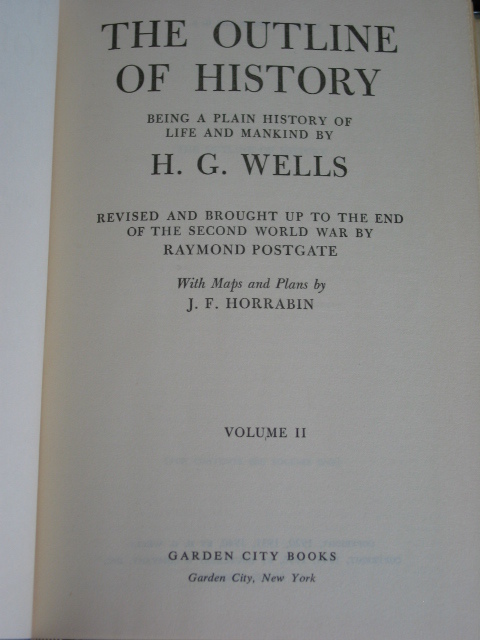 THE OUTLINE
OF HISTORY
BEING A PLAIN HISTORY OF
LIFE AND MANKIND BY
H. G. WELLS
REVISED AND BROUGHT UP TO THE END
OF THE SECOND WORLD WAR BY
RAYMOND POSTGATE
With Maps and Plans by
J. F. HORRABIN
VOLUME II
GARDEN CITY BOOKS
Garden City, New York